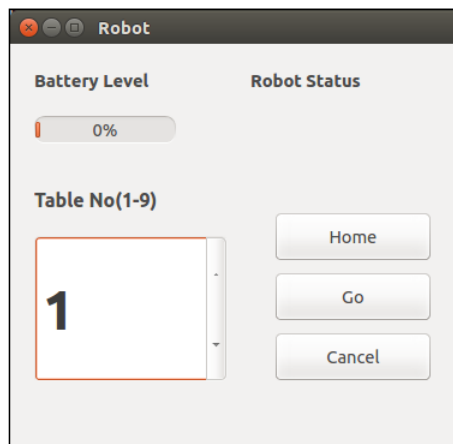 Robot
Battery Level
Robot Status
0%
Table No(1-9)
1
Home
Go
Cancel